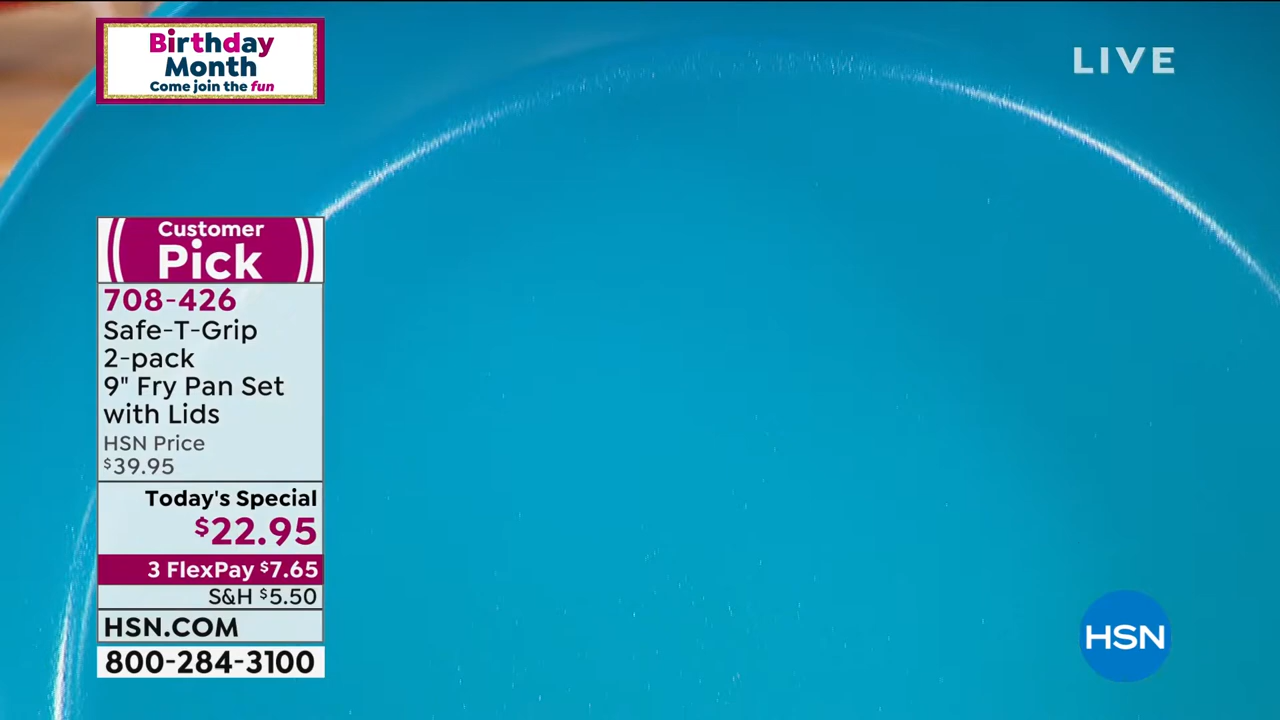 Birthday
Month
Come join the fun
LIVE
Customer
Pick
708-426
Safe-T-Grip
2-pack
9" Fry Pan Set
with Lids
HSN Price
$39.95
Today's Special
$22.95
3 FlexPay $7.65
S&H $5.50
HSN.COM
800-284-3100
HSN